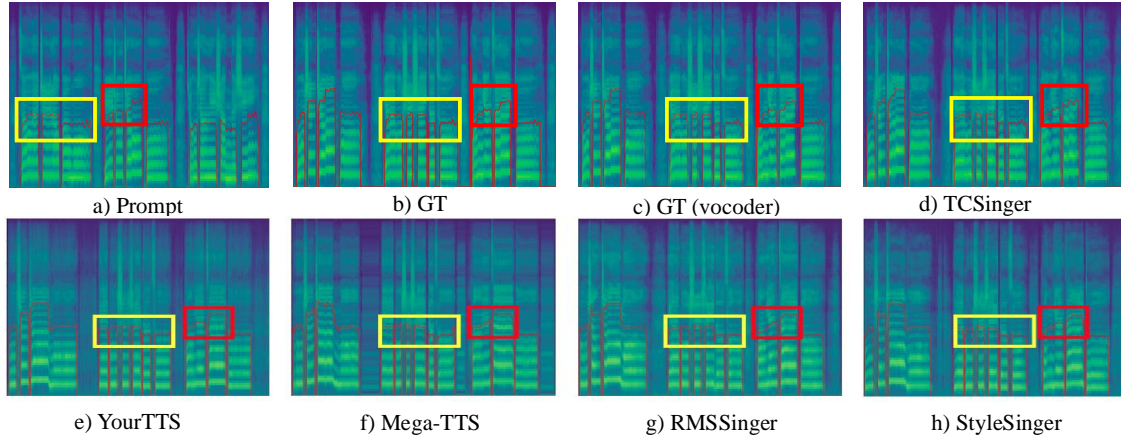 a) Prompt
b) GT
c) GT (vocoder)
d) TCSinger
e) YourTTS
f) Mega-TTS
g) RMSSinger
h) StyleSinger